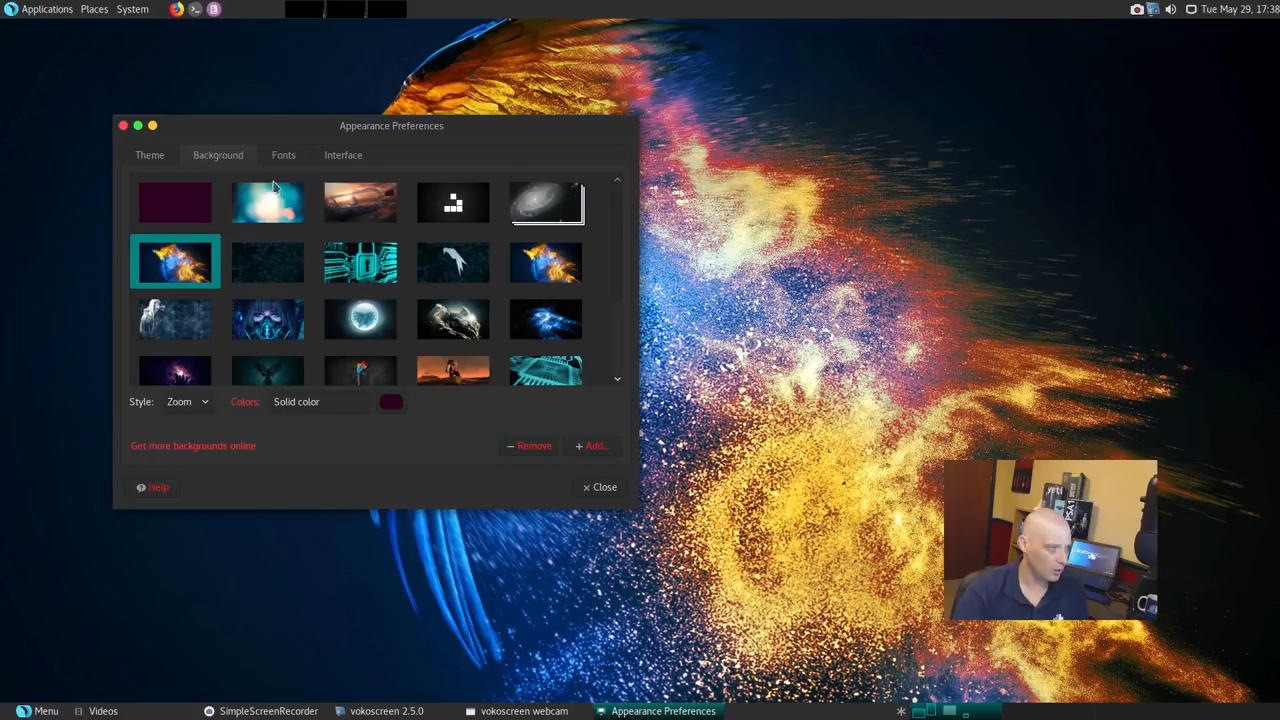 Applications Places System
Tue May 29, 17:38
Appearance Preferences
Theme Background Fonts Interface
Style: Zoom Colors: Solid color
Get more backgrounds online
Remove Add...
Help
Close
yeti
PSA1
Menu Videos SimpleScreenRecorder vokoscreen 2.5.0 vokoscreen webcam Appearance Preferences